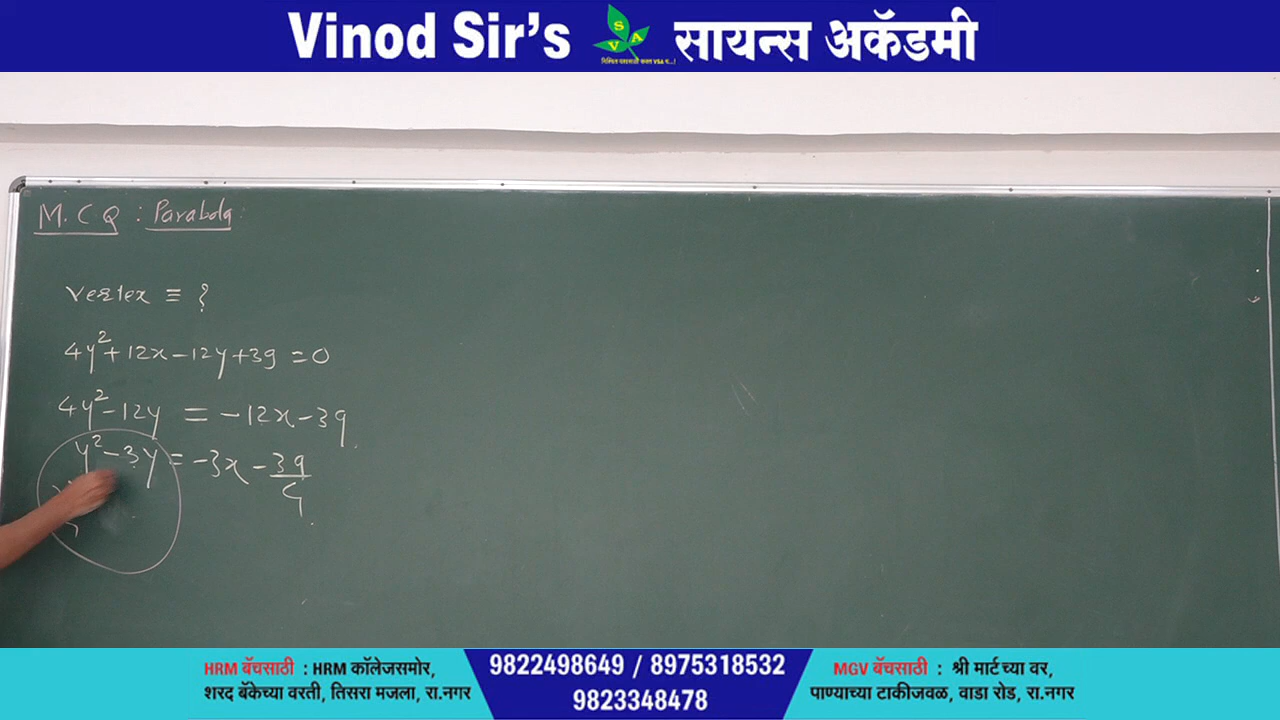 Vinod Sir's SVA सायन्स अकॅडमी
M.C.Q : Parabola :
Vertex ≡ ?
4y²+12x-12y+39 =0
4y²-12y = -12x-39
y²-3y = -3x - 39/4
HRM बॅचसाठी : HRM कॉलेजसमोर,
शरद बँकेच्या वरती, तिसरा मजला, रा.नगर
9822498649 / 8975318532
9823348478
MGV बॅचसाठी : श्री मार्टच्या वर,
पाण्याच्या टाकीजवळ, वाडा रोड, रा.नगर